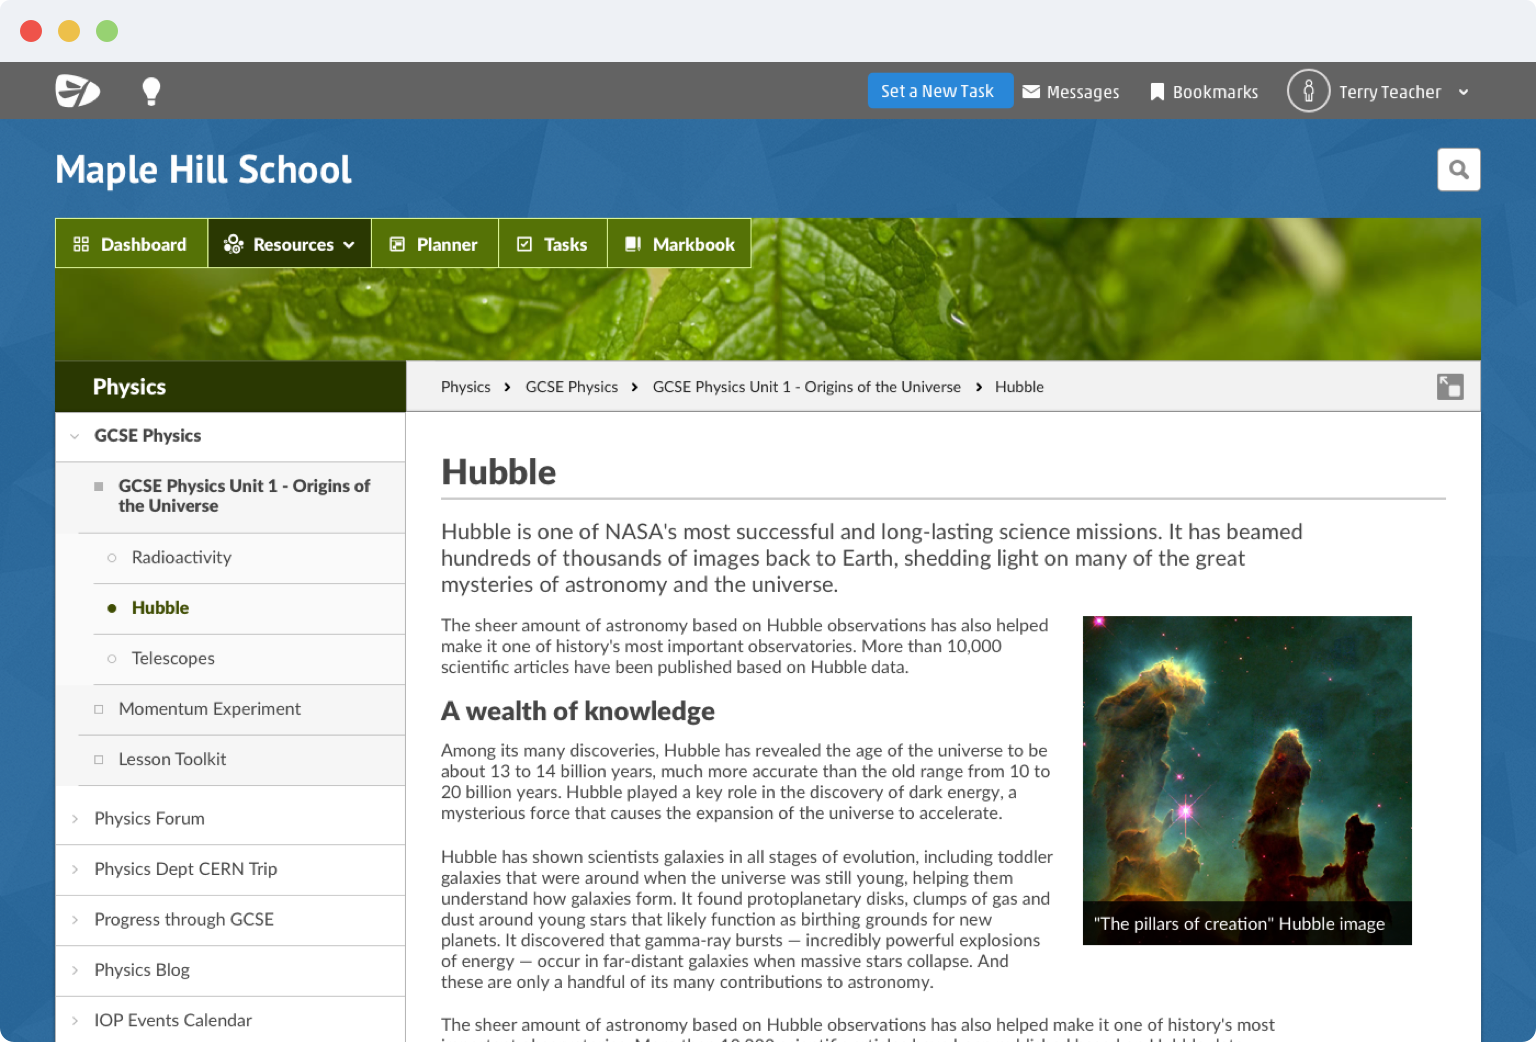 Set a New Task
Messages
Bookmarks
Terry Teacher
Maple Hill School
Dashboard
Resources
Planner
Tasks
Markbook
Physics
Physics
GCSE Physics
GCSE Physics Unit 1 - Origins of the Universe
Hubble
GCSE Physics
GCSE Physics Unit 1 - Origins of
the Universe
Radioactivity
Hubble
Telescopes
Momentum Experiment
Lesson Toolkit
Physics Forum
Physics Dept CERN Trip
Progress through GCSE
Physics Blog
IOP Events Calendar
Hubble
Hubble is one of NASA's most successful and long-lasting science missions. It has beamed
hundreds of thousands of images back to Earth, shedding light on many of the great
mysteries of astronomy and the universe.
The sheer amount of astronomy based on Hubble observations has also helped
make it one of history's most important observatories. More than 10,000
scientific articles have been published based on Hubble data.
A wealth of knowledge
Among its many discoveries, Hubble has revealed the age of the universe to be
about 13 to 14 billion years, much more accurate than the old range from 10 to
20 billion years. Hubble played a key role in the discovery of dark energy, a
mysterious force that causes the expansion of the universe to accelerate.
Hubble has shown scientists galaxies in all stages of evolution, including toddler
galaxies that were around when the universe was still young, helping them
understand how galaxies form. It found protoplanetary disks, clumps of gas and
dust around young stars that likely function as birthing grounds for new
planets. It discovered that gamma-ray bursts — incredibly powerful explosions
of energy — occur in far-distant galaxies when massive stars collapse. And
these are only a handful of its many contributions to astronomy.
"The pillars of creation" Hubble image
The sheer amount of astronomy based on Hubble observations has also helped make it one of history's most